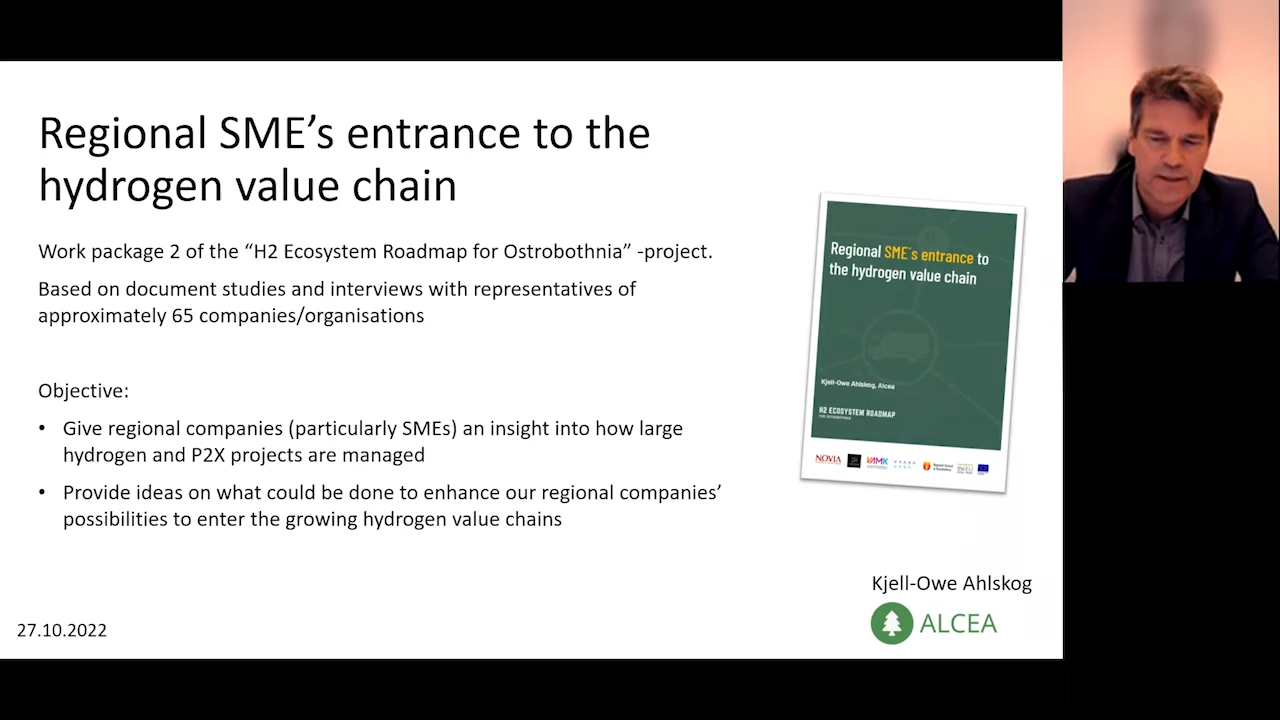 Regional SME’s entrance to the
hydrogen value chain
Work package 2 of the “H2 Ecosystem Roadmap for Ostrobothnia” -project.
Based on document studies and interviews with representatives of
approximately 65 companies/organisations
Objective:
• Give regional companies (particularly SMEs) an insight into how large
hydrogen and P2X projects are managed
• Provide ideas on what could be done to enhance our regional companies’
possibilities to enter the growing hydrogen value chains
27.10.2022
Regional SME's entrance to
the hydrogen value chain
Kjell-Owe Ahlskog, Alcea
H2 ECOSYSTEM ROADMAP
FOR OSTROBOTHNIA
NOVIA
VAMK
Kjell-Owe Ahlskog
ALCEA